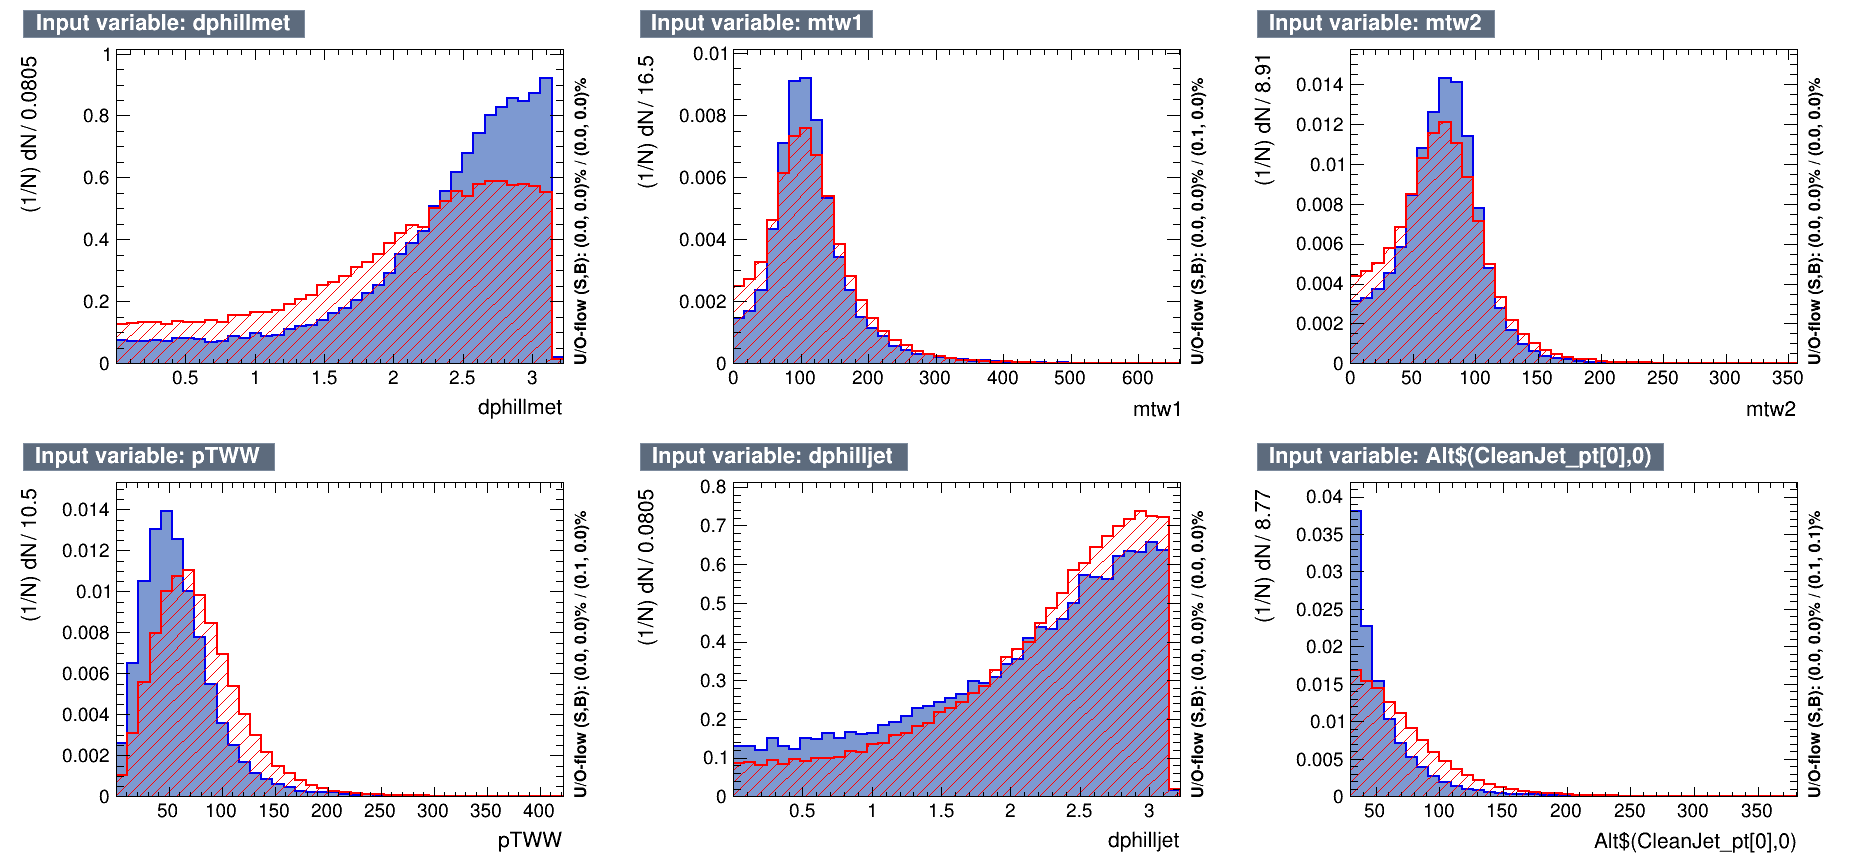 Input variable: dphillmet
(1/N) dN / 0.0805
1
0.8
0.6
0.4
0.2
0
0.5 1 1.5 2 2.5 3
dphillmet
U/O-flow (S,B): (0.0, 0.0)% / (0.0, 0.0)%
Input variable: mtw1
(1/N) dN / 16.5
0.01
0.008
0.006
0.004
0.002
0
0 100 200 300 400 500 600
mtw1
U/O-flow (S,B): (0.0, 0.0)% / (0.1, 0.0)%
Input variable: mtw2
(1/N) dN / 8.91
0.014
0.012
0.01
0.008
0.006
0.004
0.002
0
0 50 100 150 200 250 300 350
mtw2
U/O-flow (S,B): (0.0, 0.0)% / (0.0, 0.0)%
Input variable: pTWW
(1/N) dN / 10.5
0.014
0.012
0.01
0.008
0.006
0.004
0.002
0
50 100 150 200 250 300 350 400
pTWW
U/O-flow (S,B): (0.0, 0.0)% / (0.1, 0.0)%
Input variable: dphilljet
(1/N) dN / 0.0805
0.8
0.7
0.6
0.5
0.4
0.3
0.2
0.1
0
0.5 1 1.5 2 2.5 3
dphilljet
U/O-flow (S,B): (0.0, 0.0)% / (0.0, 0.0)%
Input variable: Alt$(CleanJet_pt[0],0)
(1/N) dN / 8.77
0.04
0.035
0.03
0.025
0.02
0.015
0.01
0.005
0
50 100 150 200 250 300 350
Alt$(CleanJet_pt[0],0)
U/O-flow (S,B): (0.0, 0.0)% / (0.1, 0.1)%